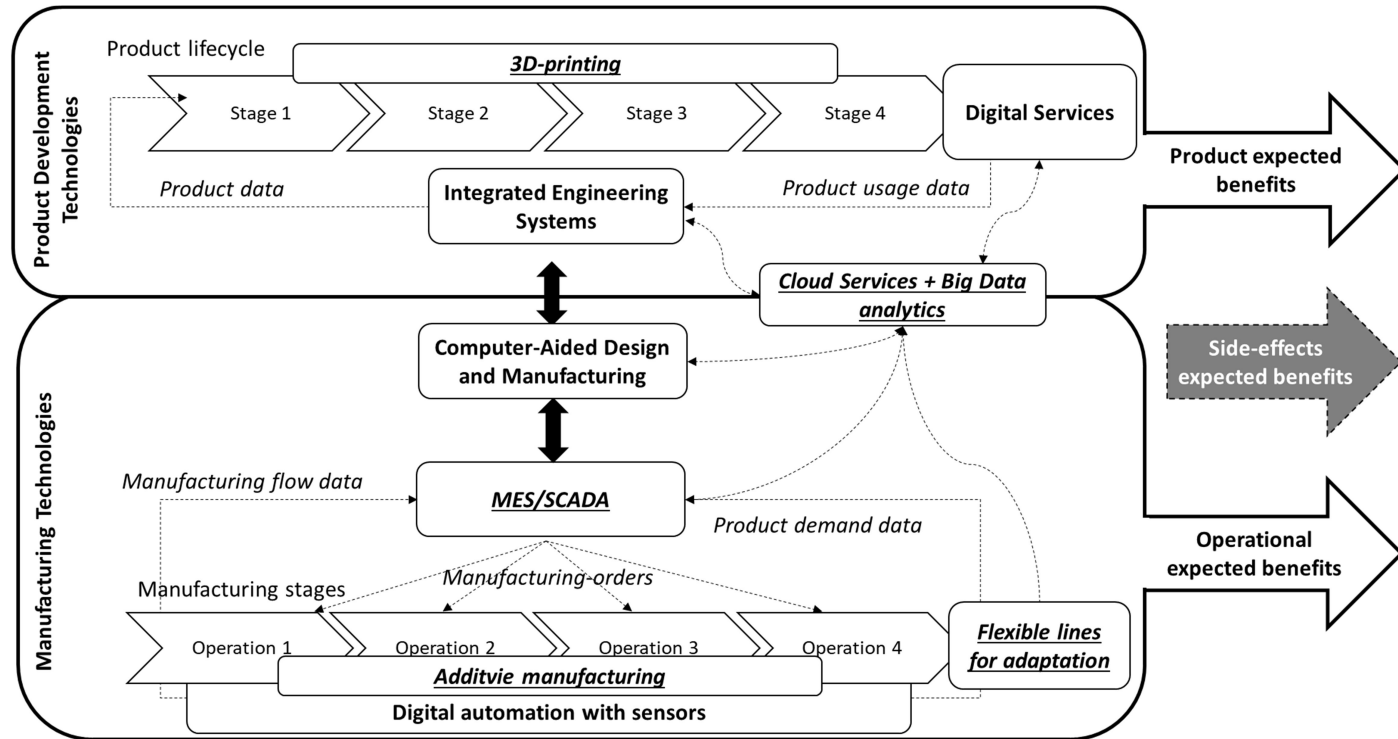 Product Development
Technologies
Product lifecycle
3D-printing
Stage 1
Stage 2
Stage 3
Stage 4
Digital Services
Product data
Integrated Engineering
Systems
Product usage data
Product expected
benefits
Cloud Services + Big Data
analytics
Manufacturing Technologies
Computer-Aided Design
and Manufacturing
Side-effects
expected benefits
Manufacturing flow data
MES/SCADA
Product demand data
Operational
expected benefits
Manufacturing stages
Manufacturing orders
Operation 1
Operation 2
Operation 3
Operation 4
Flexible lines
for adaptation
Additvie manufacturing
Digital automation with sensors